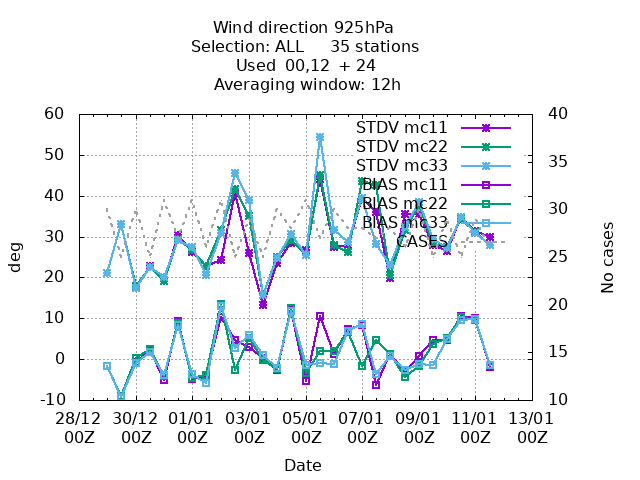 Wind direction 925hPa
Selection: ALL     35 stations
Used  00,12  + 24
Averaging window: 12h
60 40
STDV mc11
STDV mc22
50 35
STDV mc33
BIAS mc11
40 30
BIAS mc22
BIAS mc33
CASES
30 25
20 20
10 15
0
-10 10
deg
No cases
28/12 30/12 01/01 03/01 05/01 07/01 09/01 11/01 13/01
00Z 00Z 00Z 00Z 00Z 00Z 00Z 00Z 00Z
Date